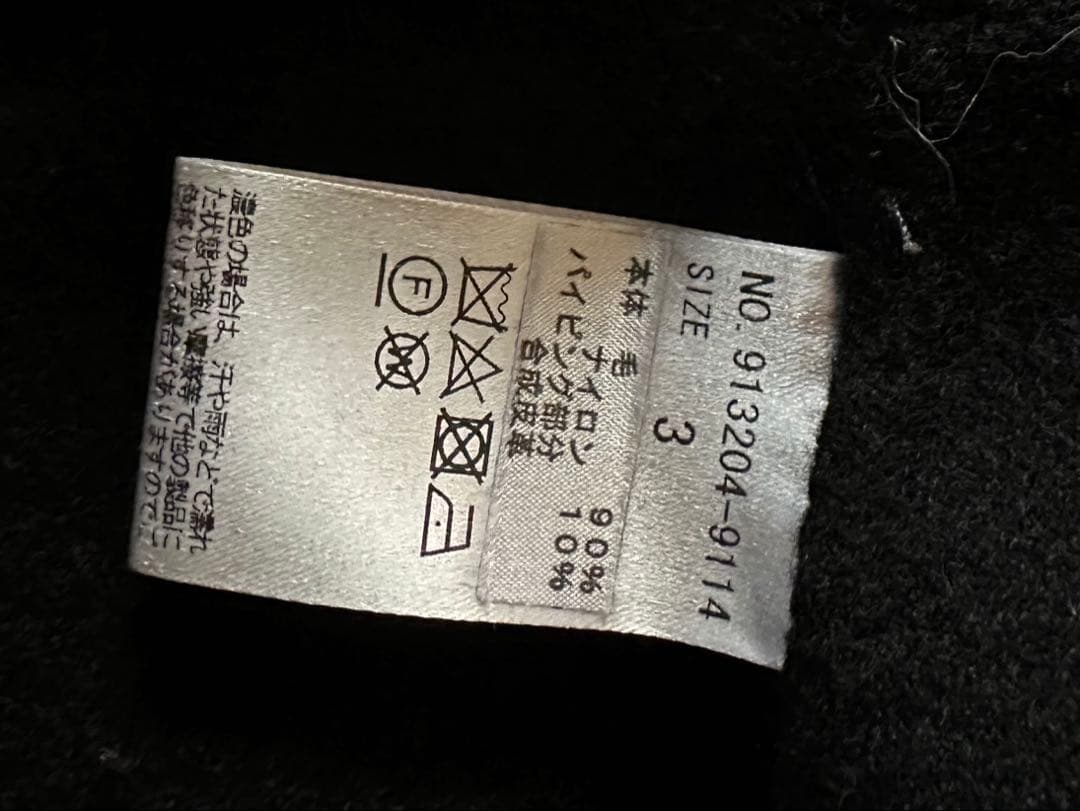 NO. 913204-9114
SIZE 3
本体 毛 90%
ナイロン 10%
パイピング部分
合成皮革
F
W
濃色の場合は、汗や雨などで濡れ
た状態や強い摩擦等で他の製品に
色移りする場合がありますのでご